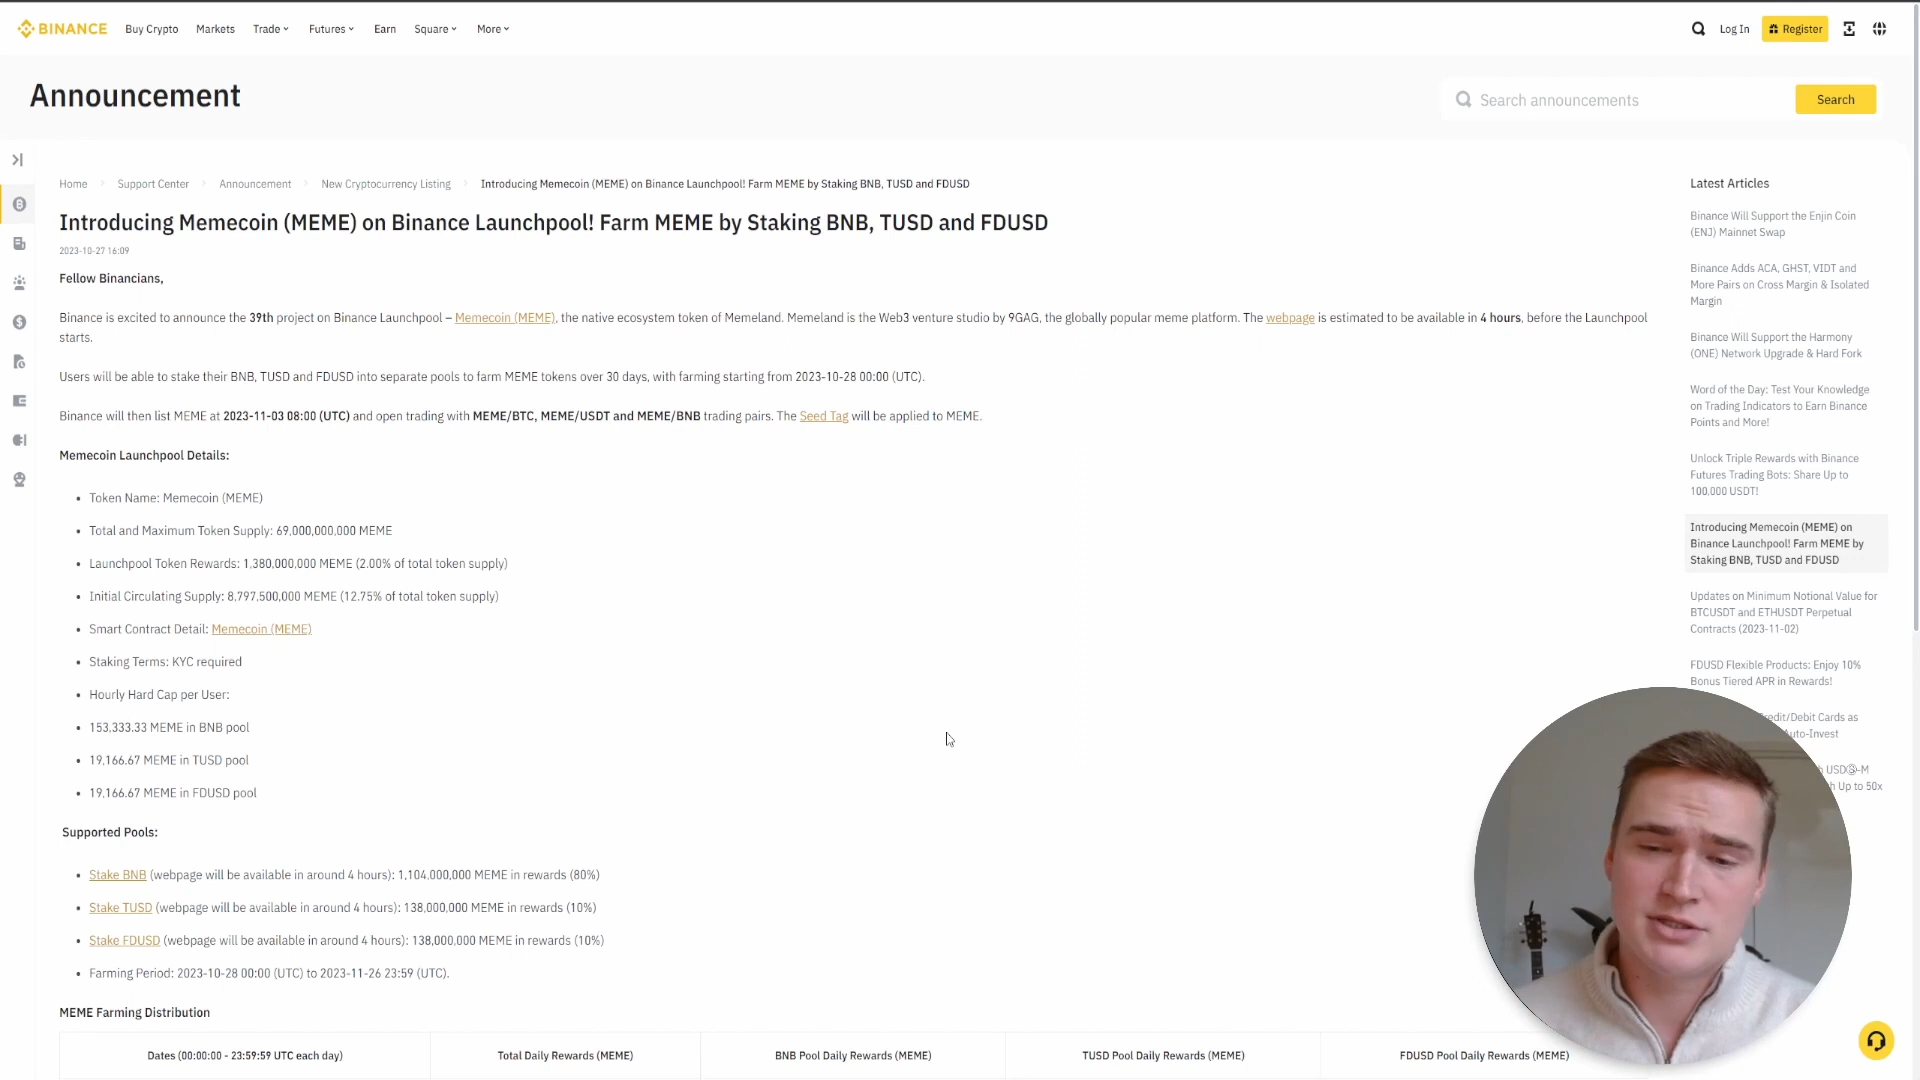 BINANCE
Buy Crypto
Markets
Trade
Futures
Earn
Square
More
Log In
Register
Announcement
Search announcements
Search
Home
Support Center
Announcement
New Cryptocurrency Listing
Introducing Memecoin (MEME) on Binance Launchpool! Farm MEME by Staking BNB, TUSD and FDUSD
Introducing Memecoin (MEME) on Binance Launchpool! Farm MEME by Staking BNB, TUSD and FDUSD
2023-10-27 16:09
Fellow Binancians,
Binance is excited to announce the 39th project on Binance Launchpool – Memecoin (MEME), the native ecosystem token of Memeland. Memeland is the Web3 venture studio by 9GAG, the globally popular meme platform. The webpage is estimated to be available in 4 hours, before the Launchpool
starts.
Users will be able to stake their BNB, TUSD and FDUSD into separate pools to farm MEME tokens over 30 days, with farming starting from 2023-10-28 00:00 (UTC).
Binance will then list MEME at 2023-11-03 08:00 (UTC) and open trading with MEME/BTC, MEME/USDT and MEME/BNB trading pairs. The Seed Tag will be applied to MEME.
Memecoin Launchpool Details:
• Token Name: Memecoin (MEME)
• Total and Maximum Token Supply: 69,000,000,000 MEME
• Launchpool Token Rewards: 1,380,000,000 MEME (2.00% of total token supply)
• Initial Circulating Supply: 8,797,500,000 MEME (12.75% of total token supply)
• Smart Contract Detail: Memecoin (MEME)
• Staking Terms: KYC required
• Hourly Hard Cap per User:
• 153,333.33 MEME in BNB pool
• 19,166.67 MEME in TUSD pool
• 19,166.67 MEME in FDUSD pool
Supported Pools:
• Stake BNB (webpage will be available in around 4 hours): 1,104,000,000 MEME in rewards (80%)
• Stake TUSD (webpage will be available in around 4 hours): 138,000,000 MEME in rewards (10%)
• Stake FDUSD (webpage will be available in around 4 hours): 138,000,000 MEME in rewards (10%)
• Farming Period: 2023-10-28 00:00 (UTC) to 2023-11-26 23:59 (UTC).
MEME Farming Distribution
Dates (00:00:00 - 23:59:59 UTC each day)
Total Daily Rewards (MEME)
BNB Pool Daily Rewards (MEME)
TUSD Pool Daily Rewards (MEME)
FDUSD Pool Daily Rewards (MEME)
Latest Articles
Binance Will Support the Enjin Coin
(ENJ) Mainnet Swap
Binance Adds ACA, GHST, VIDT and
More Pairs on Cross Margin & Isolated
Margin
Binance Will Support the Harmony
(ONE) Network Upgrade & Hard Fork
Word of the Day: Test Your Knowledge
on Trading Indicators to Earn Binance
Points and More!
Unlock Triple Rewards with Binance
Futures Trading Bots: Share Up to
100,000 USDT!
Introducing Memecoin (MEME) on
Binance Launchpool! Farm MEME by
Staking BNB, TUSD and FDUSD
Updates on Minimum Notional Value for
BTCUSDT and ETHUSDT Perpetual
Contracts (2023-11-02)
FDUSD Flexible Products: Enjoy 10%
Bonus Tiered APR in Rewards!
Cards as
Auto-Invest
USDⓈ-M
Up to 50x